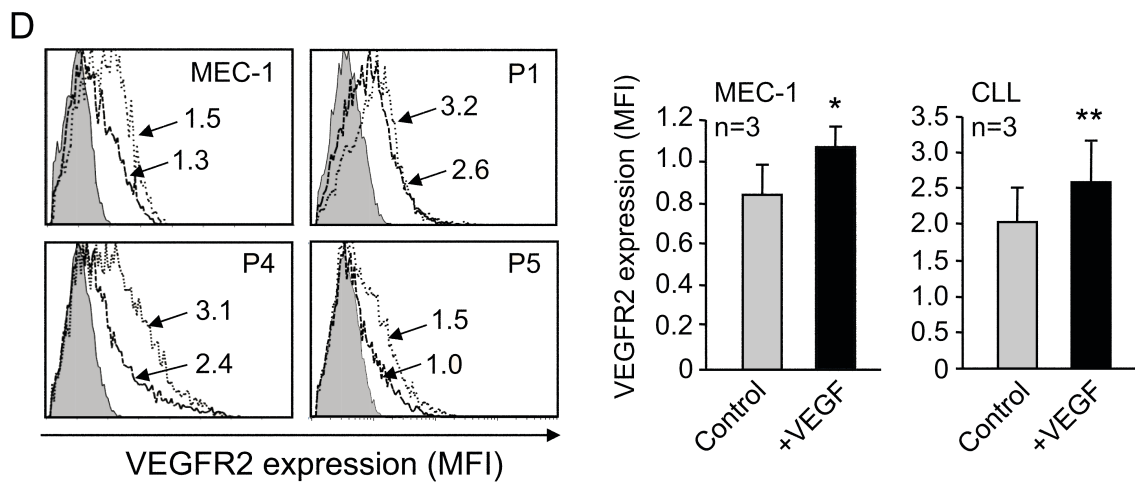 D
MEC-1
1.5
1.3
P1
3.2
2.6
P4
3.1
2.4
P5
1.5
1.0
VEGFR2 expression (MFI)
VEGFR2 expression (MFI)
MEC-1
n=3
*
1.2
1.0
0.8
0.6
0.4
0.2
0
Control
+VEGF
CLL
n=3
**
3.5
3.0
2.5
2.0
1.5
1.0
0.5
0
Control
+VEGF